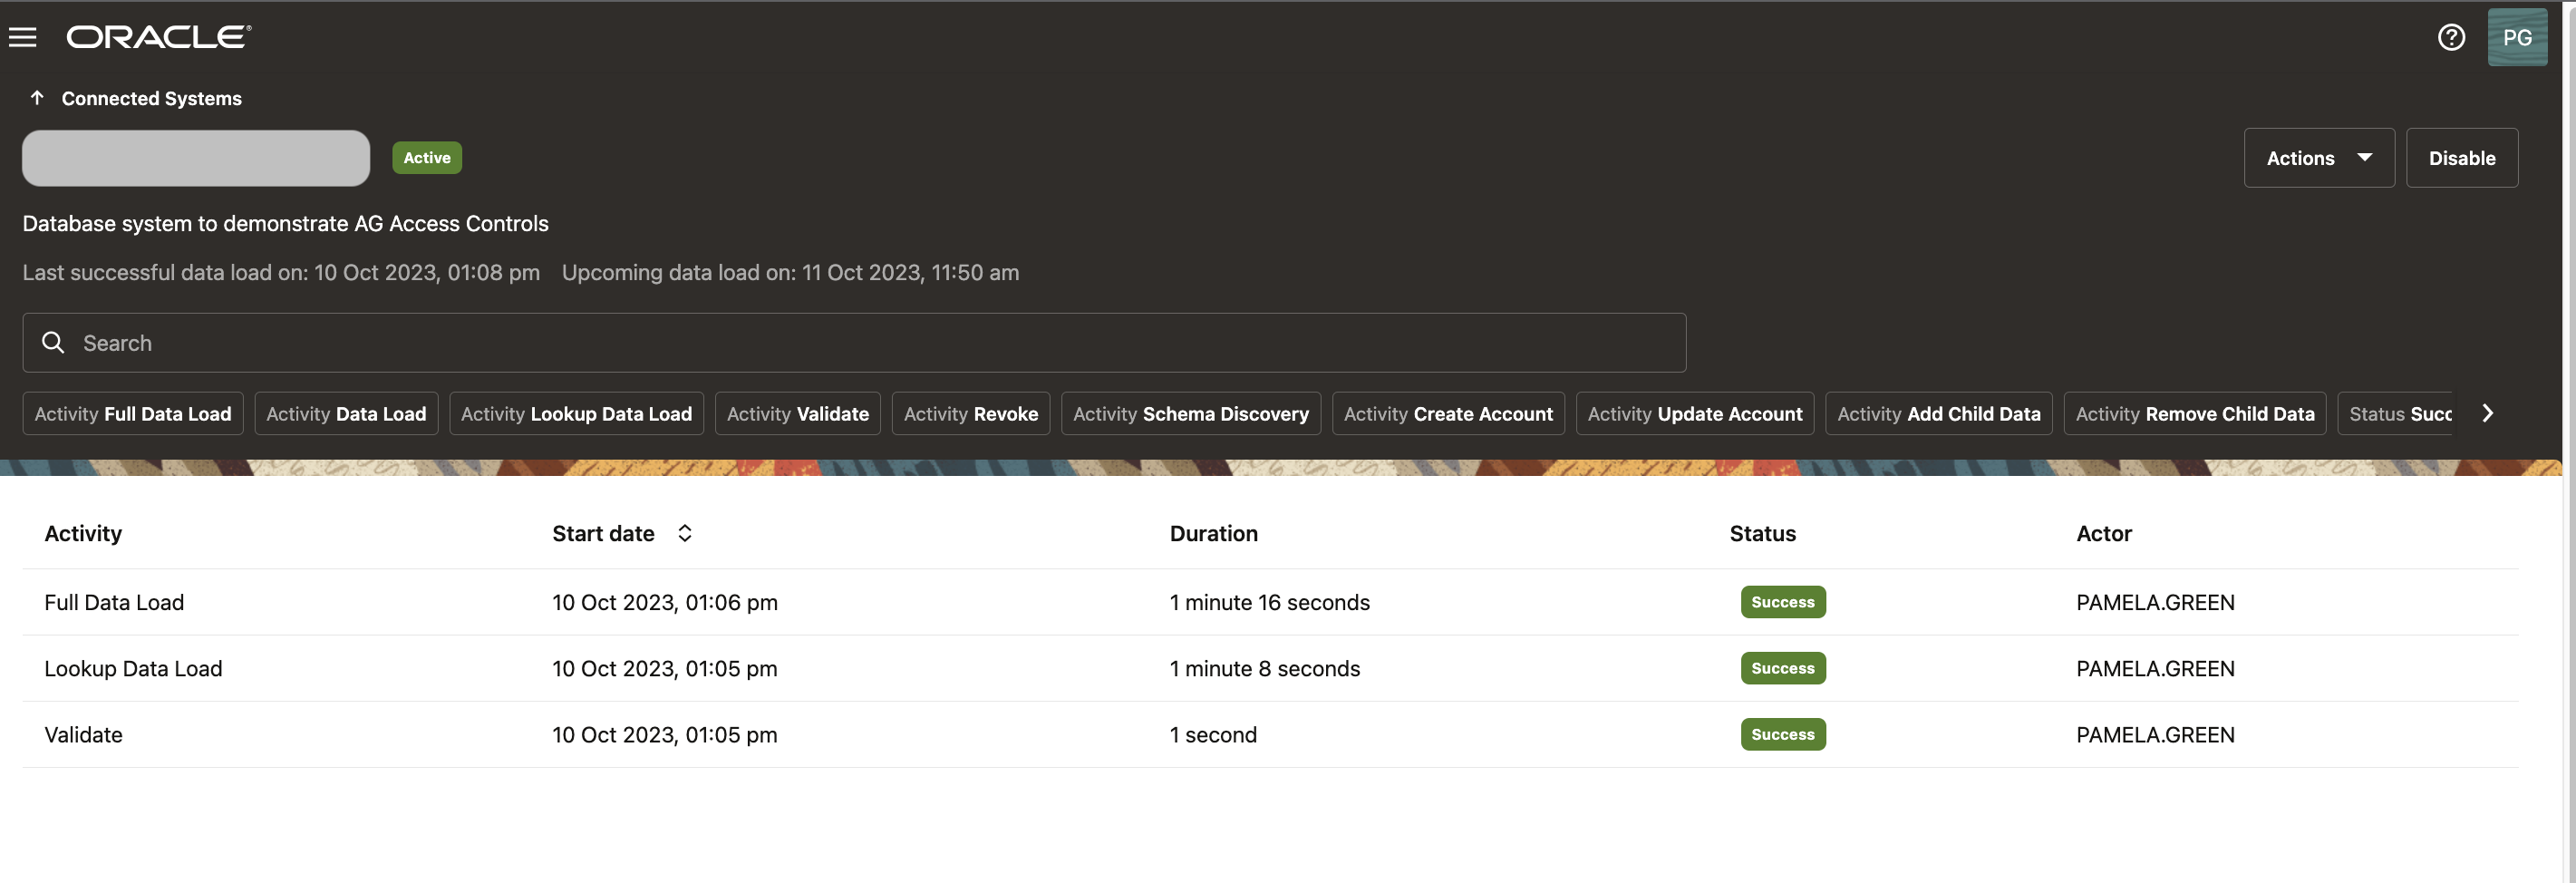 ORACLE
PG
Connected Systems
Active
Actions
Disable
Database system to demonstrate AG Access Controls
Last successful data load on: 10 Oct 2023, 01:08 pm Upcoming data load on: 11 Oct 2023, 11:50 am
Search
Activity Full Data Load Activity Data Load Activity Lookup Data Load Activity Validate Activity Revoke Activity Schema Discovery Activity Create Account Activity Update Account Activity Add Child Data Activity Remove Child Data Status Succ
Activity Start date Duration Status Actor
Full Data Load 10 Oct 2023, 01:06 pm 1 minute 16 seconds Success PAMELA.GREEN
Lookup Data Load 10 Oct 2023, 01:05 pm 1 minute 8 seconds Success PAMELA.GREEN
Validate 10 Oct 2023, 01:05 pm 1 second Success PAMELA.GREEN